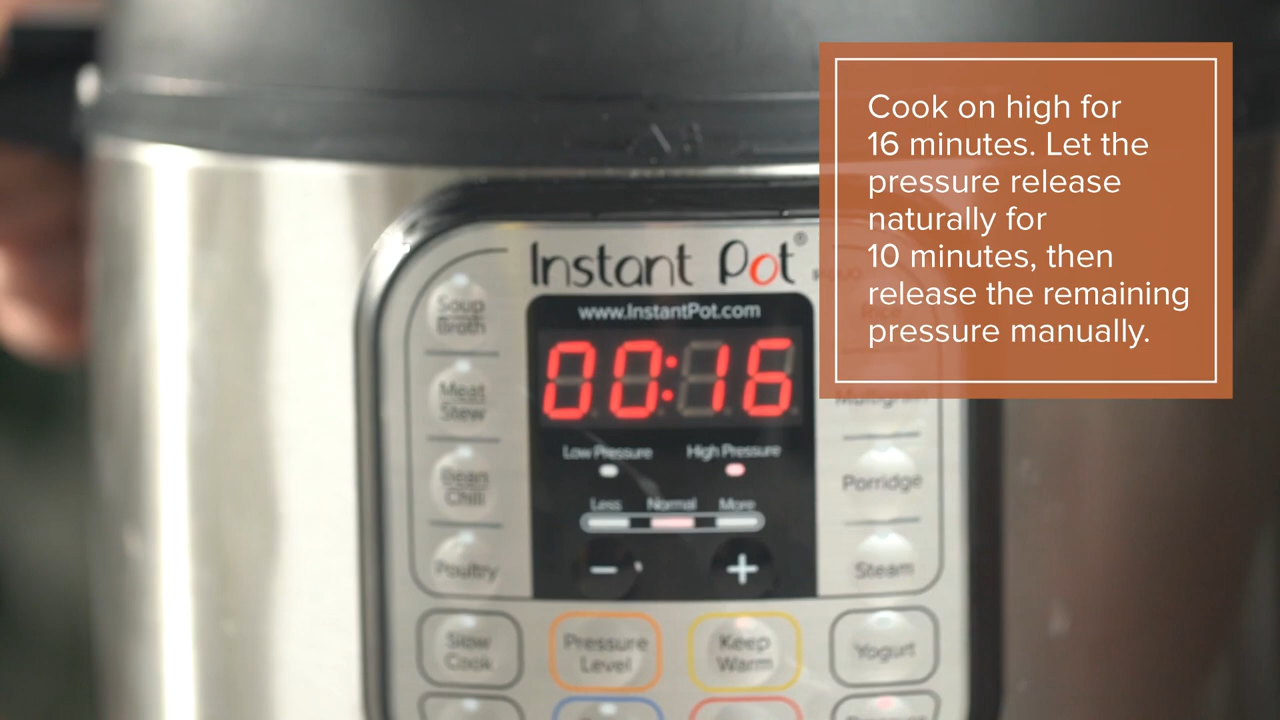 Cook on high for
16 minutes. Let the
pressure release
naturally for
10 minutes, then
release the remaining
pressure manually.
Instant Pot®
www.InstantPot.com
00:16
Low Pressure High Pressure
Less Normal More
− +
Soup
Broth
Meat
Stew
Bean
Chili
Poultry
Rice
Multigrain
Porridge
Steam
Slow
Cook
Pressure
Level
Keep
Warm
Yogurt